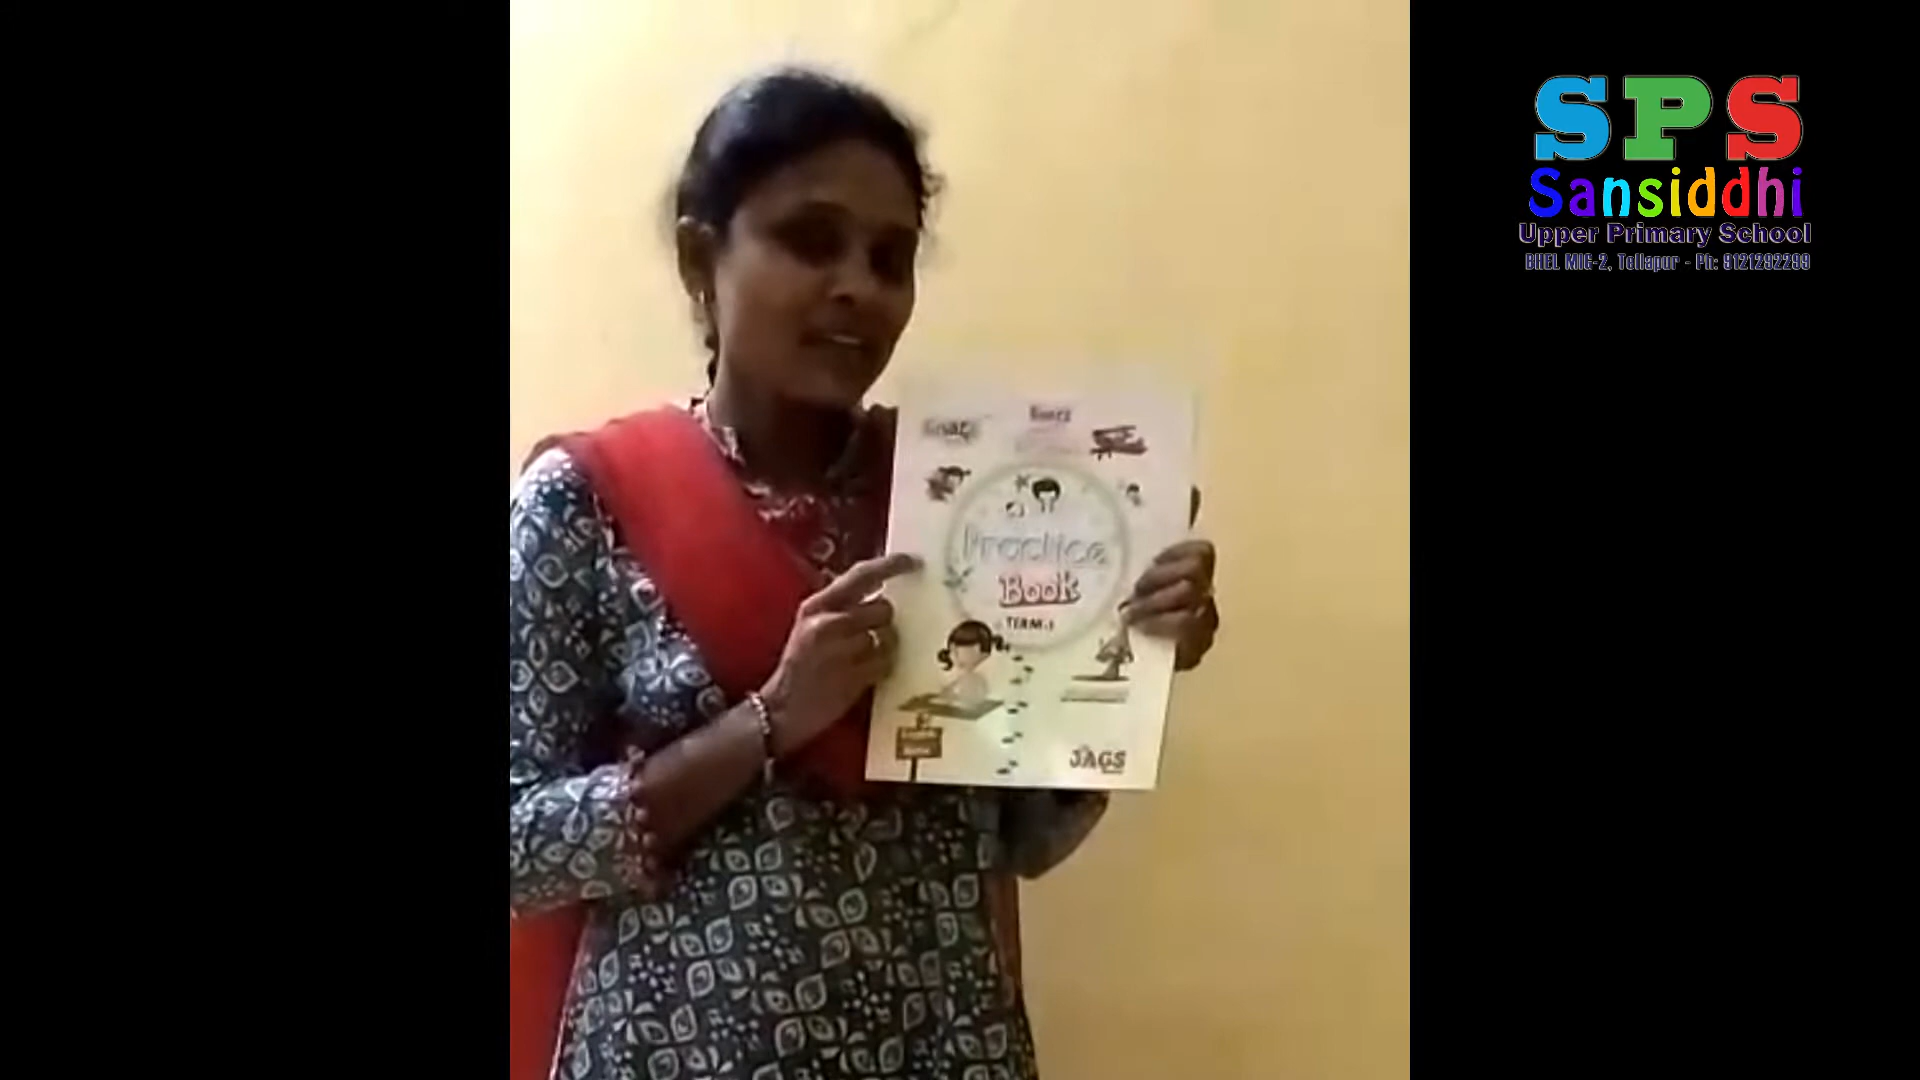 Practice
Book
TERM-1
JAGS
SPS
Sansiddhi
Upper Primary School
BHEL MIG-2, Tellapur - Ph: 9121292299